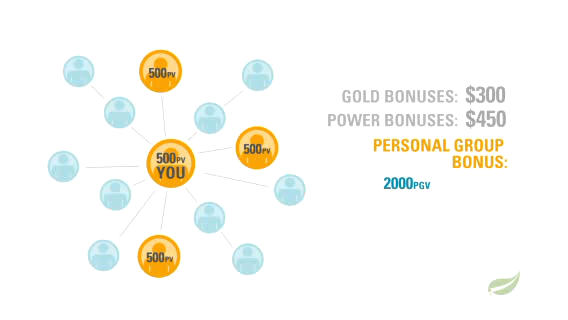 500PV
500PV
YOU
500PV
500PV
GOLD BONUSES: $300
POWER BONUSES: $450
PERSONAL GROUP
BONUS:
2000PGV